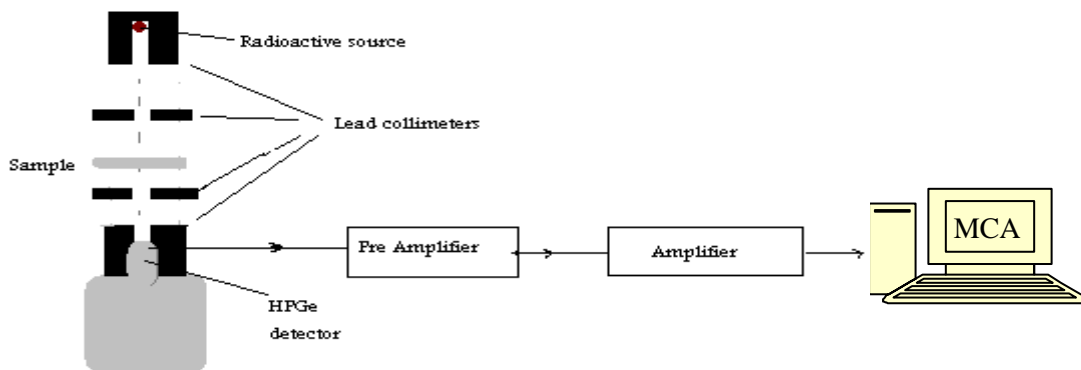 Radioactive source
Lead collimeters
Sample
Pre Amplifier
Amplifier
MCA
HPGe
detector